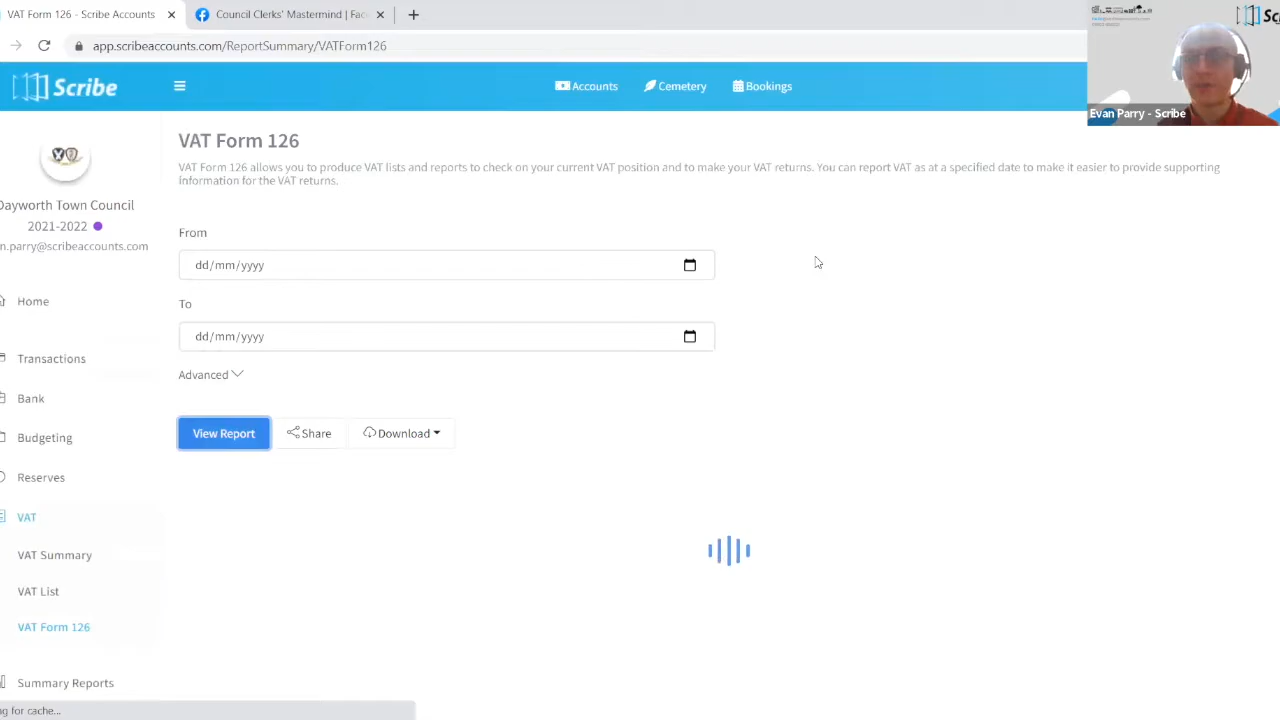 VAT Form 126 - Scribe Accounts
Council Clerks' Mastermind | Fac
app.scribeaccounts.com/ReportSummary/VATForm126
Scribe
Accounts
Cemetery
Bookings
Evan Parry - Scribe
Dayworth Town Council
2021-2022
n.parry@scribeaccounts.com
Home
Transactions
Bank
Budgeting
Reserves
VAT
VAT Summary
VAT List
VAT Form 126
Summary Reports
VAT Form 126
VAT Form 126 allows you to produce VAT lists and reports to check on your current VAT position and to make your VAT returns. You can report VAT as at a specified date to make it easier to provide supporting
information for the VAT returns.
From
dd/mm/yyyy
To
dd/mm/yyyy
Advanced
View Report
Share
Download
g for cache...